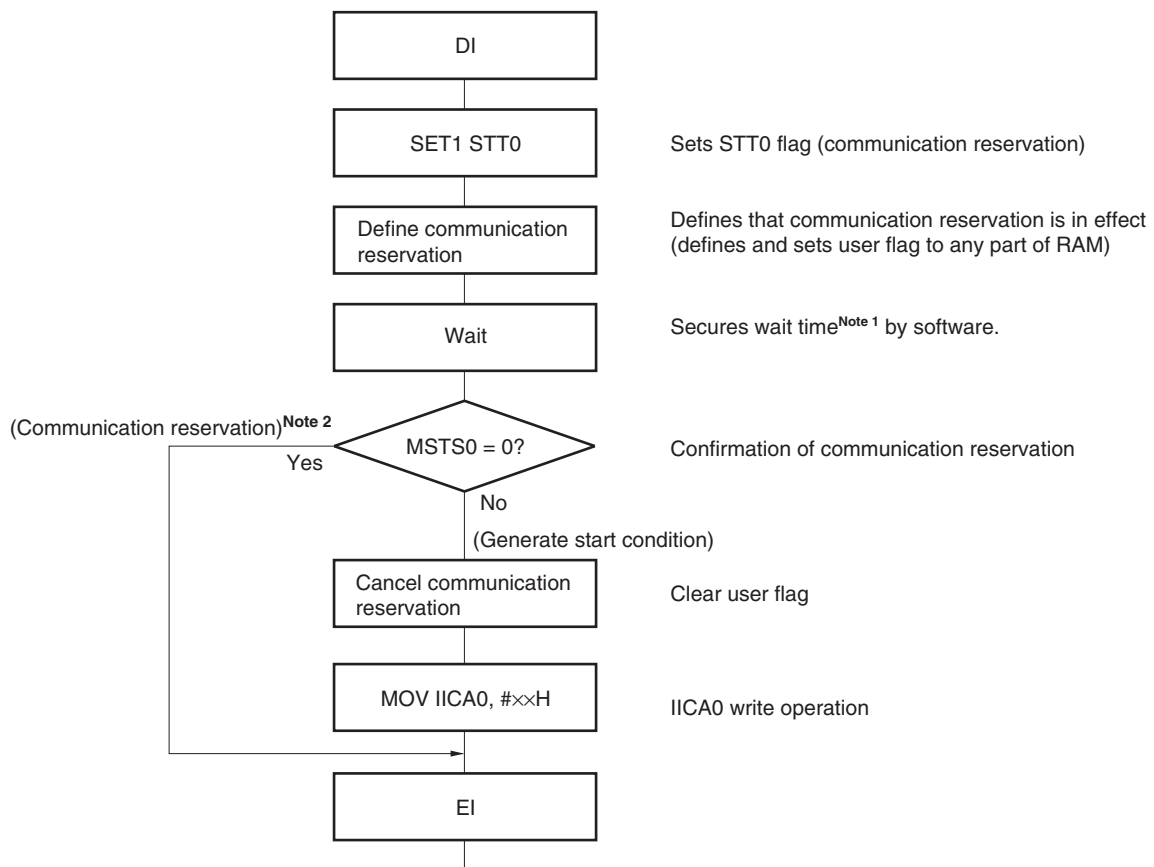 DI
SET1 STT0
Sets STT0 flag (communication reservation)
Define communication
reservation
Defines that communication reservation is in effect
(defines and sets user flag to any part of RAM)
Wait
Secures wait timeNote 1 by software.
(Communication reservation)Note 2
Yes
MSTS0 = 0?
Confirmation of communication reservation
No
(Generate start condition)
Cancel communication
reservation
Clear user flag
MOV IICA0, #××H
IICA0 write operation
EI